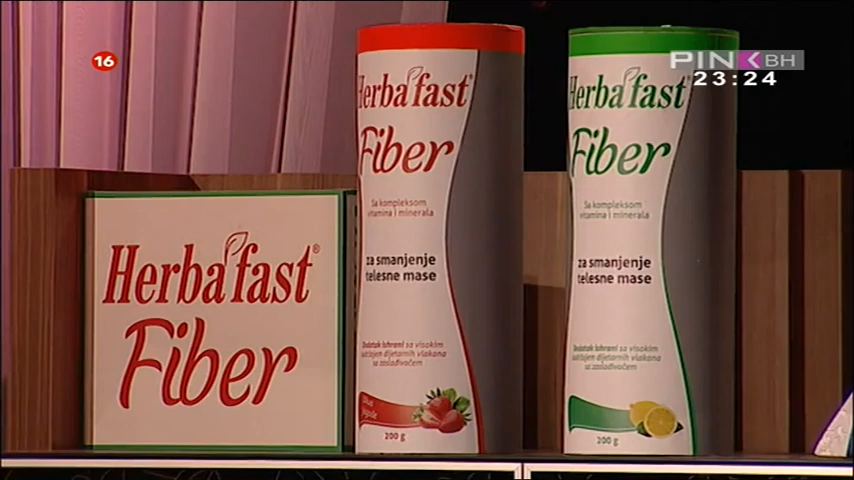 16
PINK BH
23:24
Herbafast®
Fiber
Herbafast®
Fiber
Sa kompleksom
vitamina i minerala
za smanjenje
telesne mase
Dodatak ishrani sa visokim
sadržajem dijetarnih vlakana
sa zaslađivačem
Ukus
jagode
200 g
Herbafast®
Fiber
Sa kompleksom
vitamina i minerala
za smanjenje
telesne mase
Dodatak ishrani sa visokim
sadržajem dijetarnih vlakana
sa zaslađivačem
200 g